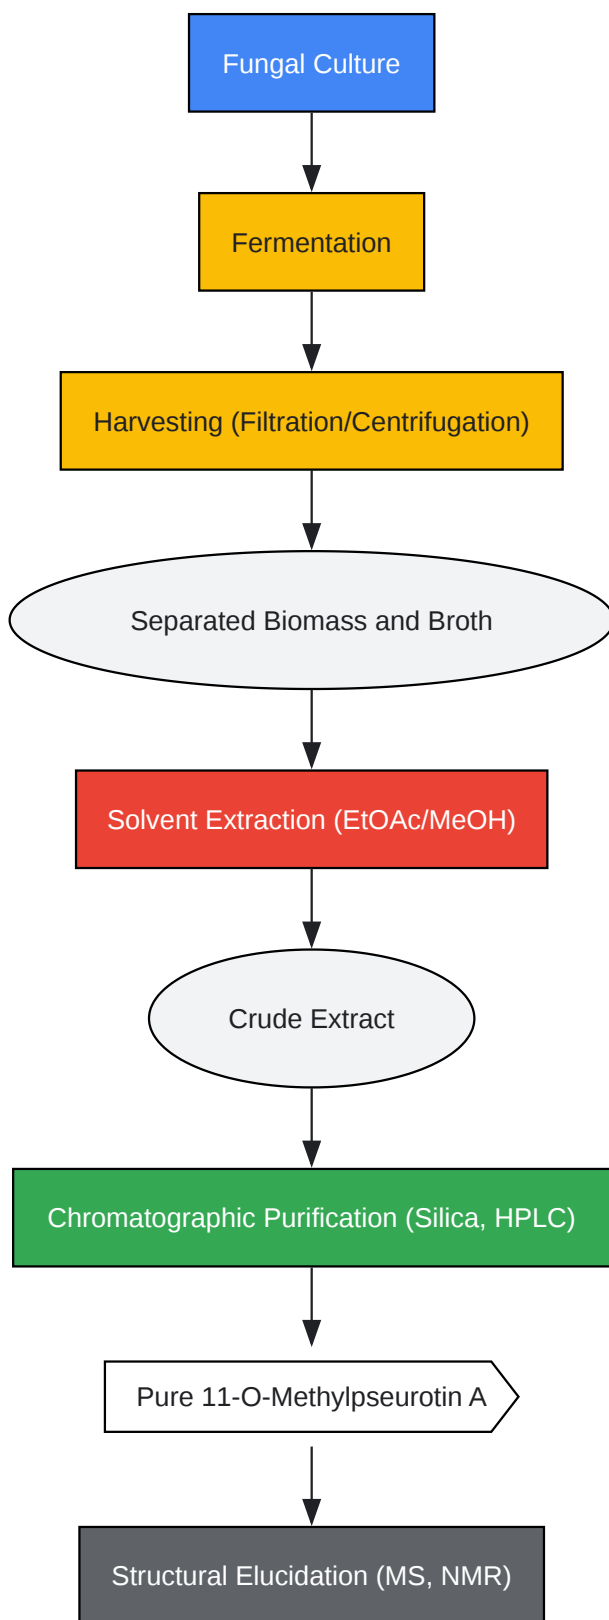 Fungal Culture
Fermentation
Harvesting (Filtration/Centrifugation)
Separated Biomass and Broth
Solvent Extraction (EtOAc/MeOH)
Crude Extract
Chromatographic Purification (Silica, HPLC)
Pure 11-O-Methylpseurotin A
Structural Elucidation (MS, NMR)